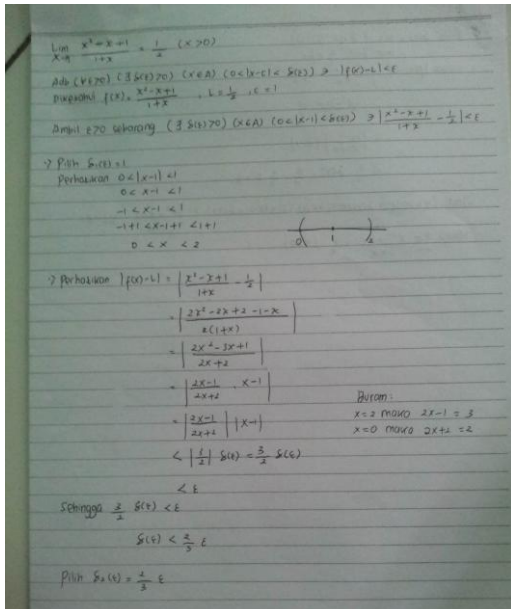 Lim x→1 (x² - x + 1)/(1+x) = 1/2 (x > 0)
Adb (∀ε>0) (∃ δ(ε)>0) (x∈A) (0<|x-c|< δ(ε)) ⇒ |f(x)-L|<ε
Diketahui f(x) = (x²-x+1)/(1+x) , L = 1/2 , c = 1
Ambil ε>0 sebarang (∃ δ(ε)>0) (x∈A) (0<|x-1|<δ(ε)) ⇒ |(x²-x+1)/(1+x) - 1/2| < ε
⇒ Pilih δ₁(ε) = 1
Perhatikan 0<|x-1|<1
0 < x-1 < 1
-1 < x-1 < 1
-1+1 < x-1+1 < 1+1
0 < x < 2
0 1 2
⇒ Perhatikan |f(x)-L| = |(x²-x+1)/(1+x) - 1/2|
= |(2x²-2x+2-1-x)/(2(1+x))|
= |(2x²-3x+1)/(2x+2)|
= |(2x-1)/(2x+2) . x-1|
= |(2x-1)/(2x+2)| |x-1|
Buram:
x=2 maka 2x-1 = 3
x=0 maka 2x+2 = 2
< |3/2| δ(ε) = 3/2 δ(ε)
< ε
Sehingga 3/2 δ(ε) < ε
δ(ε) < 2/3 ε
Pilih δ₂(ε) = 2/3 ε